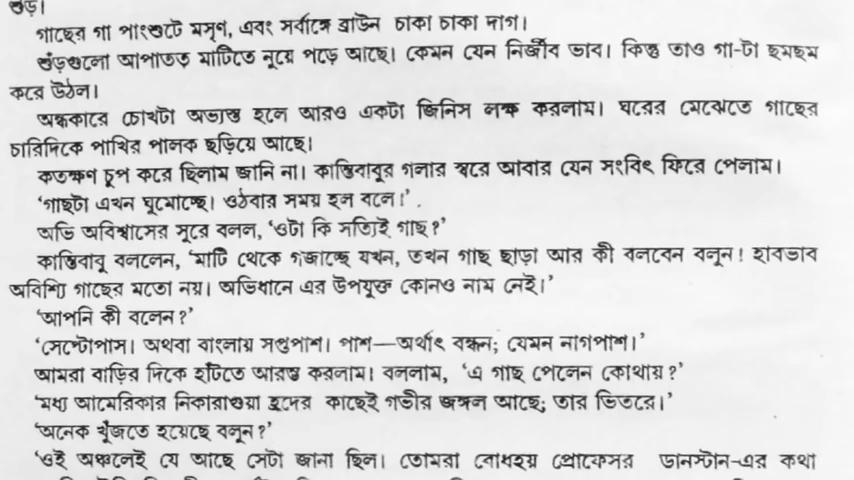 শুঁড়।
গাছের গা পাংশুটে মসৃণ, এবং সর্বাঙ্গে ব্রাউন চাকা চাকা দাগ।
শুঁড়গুলো আপাতত মাটিতে নুয়ে পড়ে আছে। কেমন যেন নির্জীব ভাব। কিন্তু তাও গা-টা ছমছম
করে উঠল।
অন্ধকারে চোখটা অভ্যস্ত হলে আরও একটা জিনিস লক্ষ করলাম। ঘরের মেঝেতে গাছের
চারিদিকে পাখির পালক ছড়িয়ে আছে।
কতক্ষণ চুপ করে ছিলাম জানি না। কান্তিবাবুর গলার স্বরে আবার যেন সংবিৎ ফিরে পেলাম।
‘গাছটা এখন ঘুমোচ্ছে। ওঠবার সময় হল বলে।’
অভি অবিশ্বাসের সুরে বলল, ‘ওটা কি সত্যিই গাছ?’
কান্তিবাবু বললেন, ‘মাটি থেকে গজাচ্ছে যখন, তখন গাছ ছাড়া আর কী বলবেন বলুন! হাবভাব
অবিশ্যি গাছের মতো নয়। অভিধানে এর উপযুক্ত কোনও নাম নেই।’
‘আপনি কী বলেন?’
‘সেপ্টোপাস। অথবা বাংলায় সপ্তপাশ। পাশ—অর্থাৎ বন্ধন; যেমন নাগপাশ।’
আমরা বাড়ির দিকে হাঁটতে আরম্ভ করলাম। বললাম, ‘এ গাছ পেলেন কোথায়?’
‘মধ্য আমেরিকার নিকারাগুয়া হ্রদের কাছেই গভীর জঙ্গল আছে; তার ভিতরে।’
‘অনেক খুঁজতে হয়েছে বলুন?’
‘ওই অঞ্চলেই যে আছে সেটা জানা ছিল। তোমরা বোধহয় প্রোফেসর ডানস্টান-এর কথা